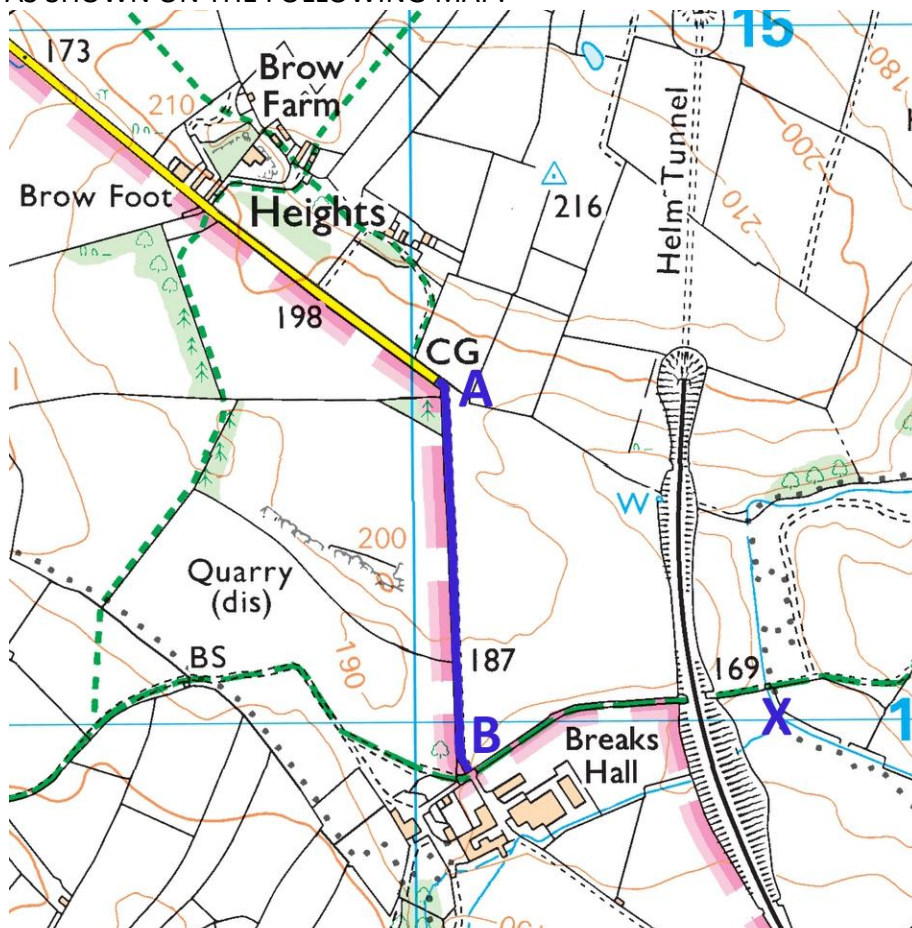 AS SHOWN ON THE FOLLOWING MAP.
173
15
Brow
Farm
210
180
200
Helm Tunnel
Brow Foot
Heights
216
210
198
CG
A
W
200
Quarry
(dis)
187
169
BS
190
X
B
Breaks
Hall